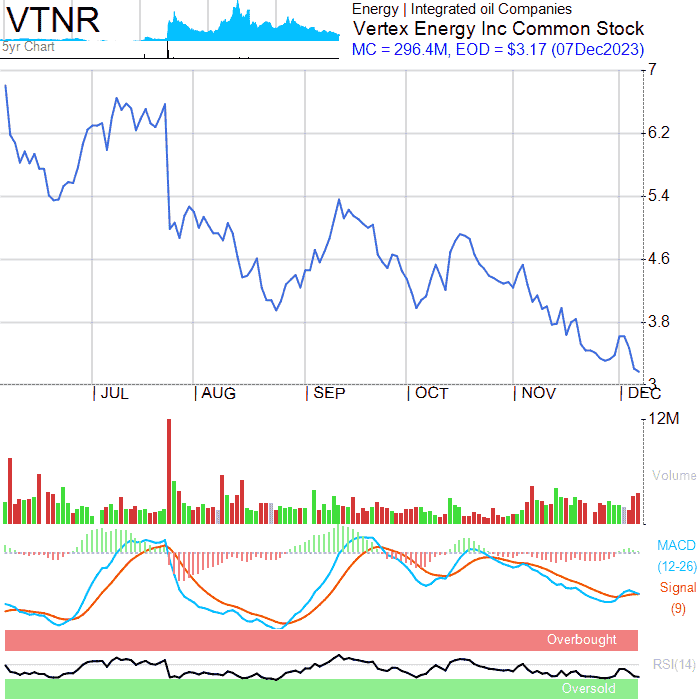 VTNR
5yr Chart
Energy | Integrated oil Companies
Vertex Energy Inc Common Stock
MC = 296.4M, EOD = $3.17 (07Dec2023)
7
6.2
5.4
4.6
3.8
3
JUL AUG SEP OCT NOV DEC
12M
Volume
MACD
(12-26)
Signal
(9)
Overbought
RSI(14)
Oversold